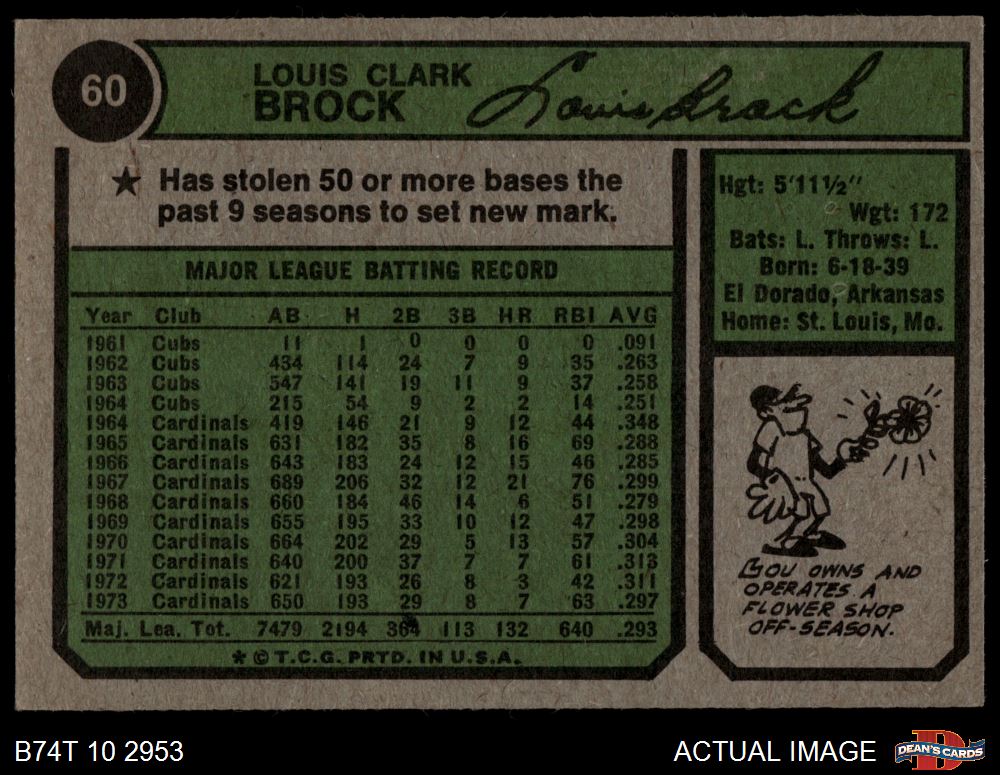 60
LOUIS CLARK
BROCK
Louis Brock
★ Has stolen 50 or more bases the
past 9 seasons to set new mark.
MAJOR LEAGUE BATTING RECORD
Year Club AB H 2B 3B HR RBI AVG
1961 Cubs 11 1 0 0 0 0 .091
1962 Cubs 434 114 24 7 9 35 .263
1963 Cubs 547 141 19 11 9 37 .258
1964 Cubs 215 54 9 2 2 14 .251
1964 Cardinals 419 146 21 9 12 44 .348
1965 Cardinals 631 182 35 8 16 69 .288
1966 Cardinals 643 183 24 12 15 46 .285
1967 Cardinals 689 206 32 12 21 76 .299
1968 Cardinals 660 184 46 14 6 51 .279
1969 Cardinals 655 195 33 10 12 47 .298
1970 Cardinals 664 202 29 5 13 57 .304
1971 Cardinals 640 200 37 7 7 61 .313
1972 Cardinals 621 193 26 8 3 42 .311
1973 Cardinals 650 193 29 8 7 63 .297
Maj. Lea. Tot. 7479 2194 364 113 132 640 .293
* © T.C.G. PRTD. IN U.S.A.
Hgt: 5'11½"
Wgt: 172
Bats: L. Throws: L.
Born: 6-18-39
El Dorado, Arkansas
Home: St. Louis, Mo.
LOU OWNS AND
OPERATES A
FLOWER SHOP
OFF-SEASON.
B74T 10 2953
ACTUAL IMAGE
DEAN'S CARDS